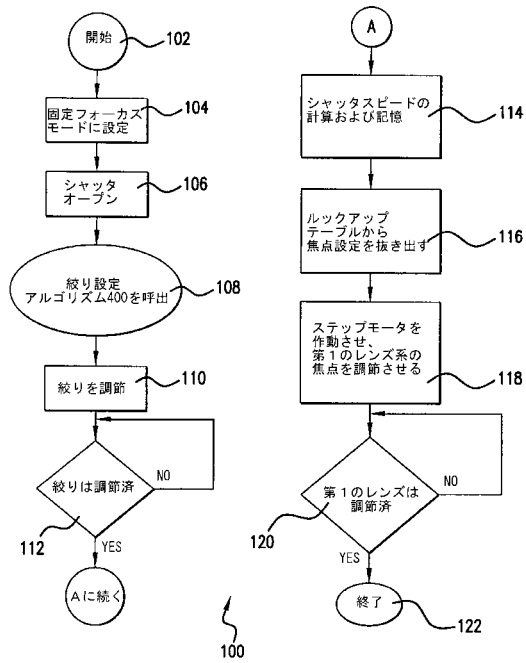 開始
102
固定フォーカズ
モードに設定
104
シャッタ
オープン
106
絞り設定
アルゴリズム400を呼出
108
絞りを調節
110
絞りは調節済
NO
112
YES
Aに続く
A
シャッタスピードの
計算および記憶
114
ルックアップ
テーブルから
焦点設定を抜き出す
116
ステップモータを
作動させ、
第1のレンズ系の
焦点を調節させる
118
第1のレンズは
調節済
NO
120
YES
終了
122
100